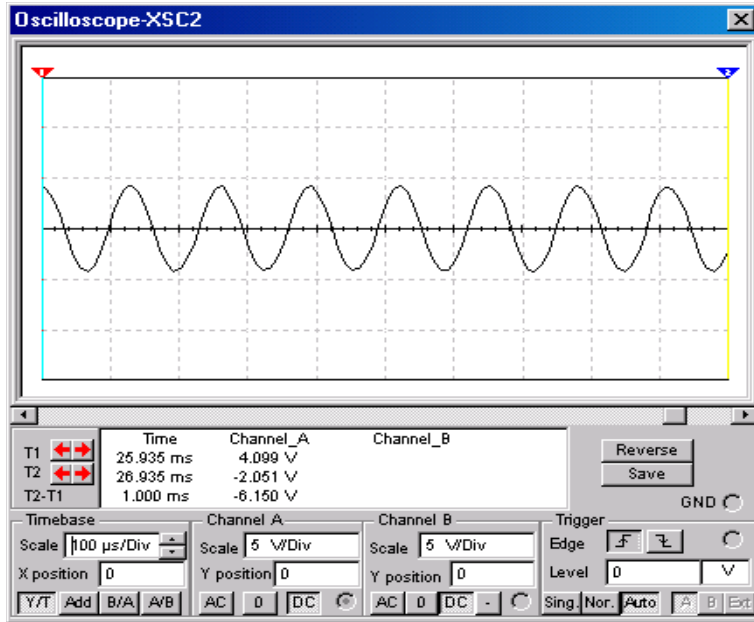 Oscilloscope-XSC2
1 2
Time Channel_A Channel_B
T1 25.935 ms 4.099 V
T2 26.935 ms -2.051 V
T2-T1 1.000 ms -6.150 V
Reverse
Save
GND
Timebase Channel A Channel B Trigger
Scale 100 µs/Div Scale 5 V/Div Scale 5 V/Div Edge
X position 0 Y position 0 Y position 0 Level 0 V
Y/T Add B/A A/B AC 0 DC AC 0 DC - Sing. Nor. Auto A B Ext